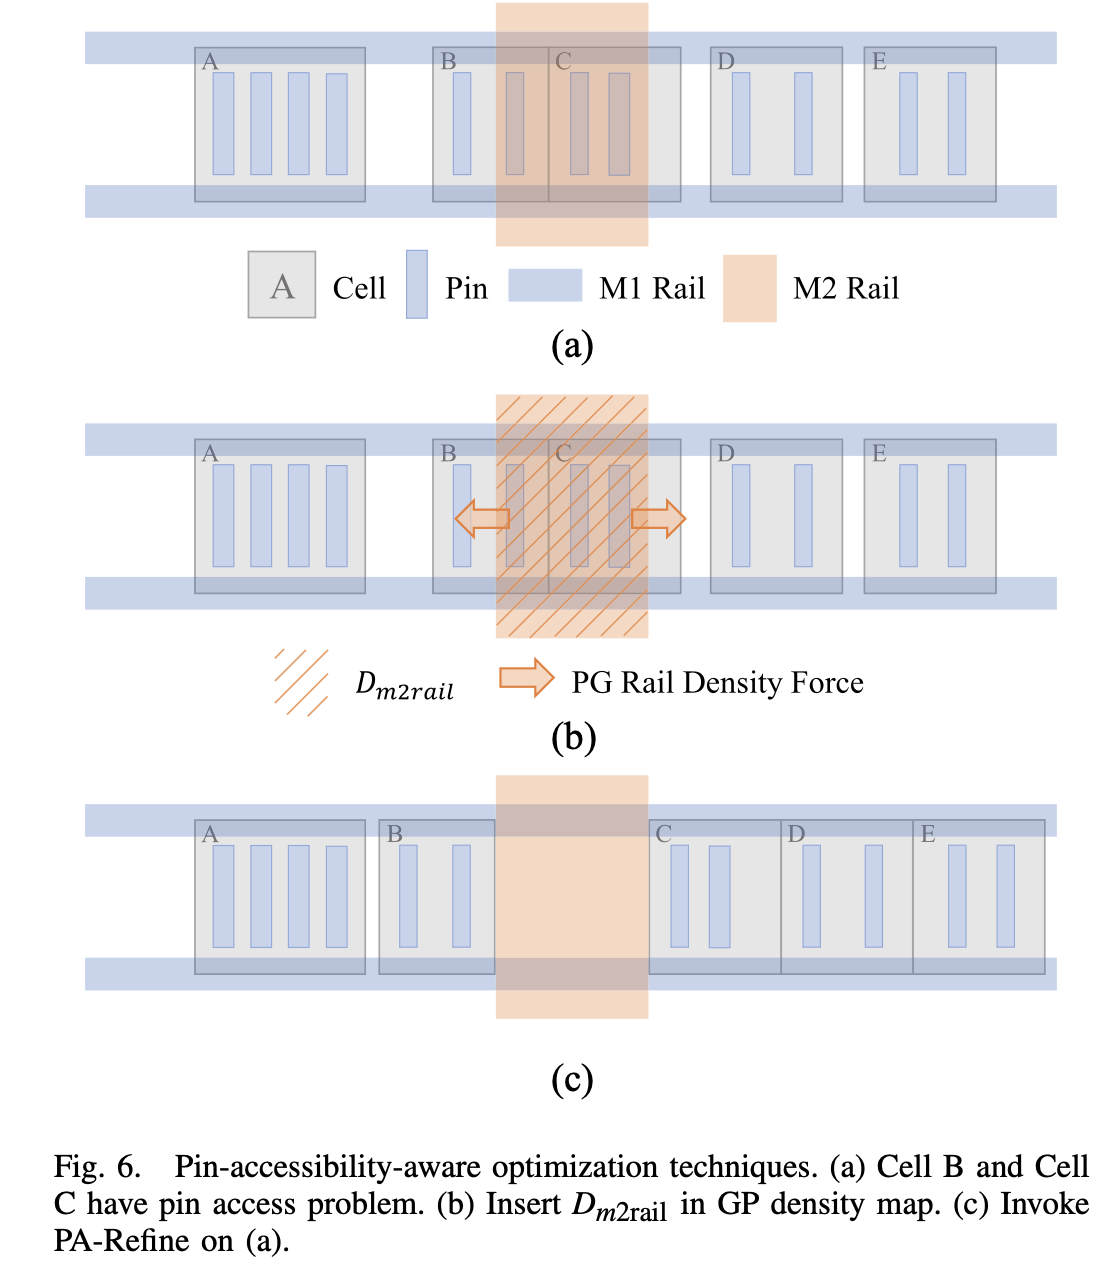 A B C D E
A Cell Pin M1 Rail M2 Rail
(a)
A B C D E
Dm2rail PG Rail Density Force
(b)
A B C D E
(c)
Fig. 6. Pin-accessibility-aware optimization techniques. (a) Cell B and Cell
C have pin access problem. (b) Insert Dm2rail in GP density map. (c) Invoke
PA-Refine on (a).